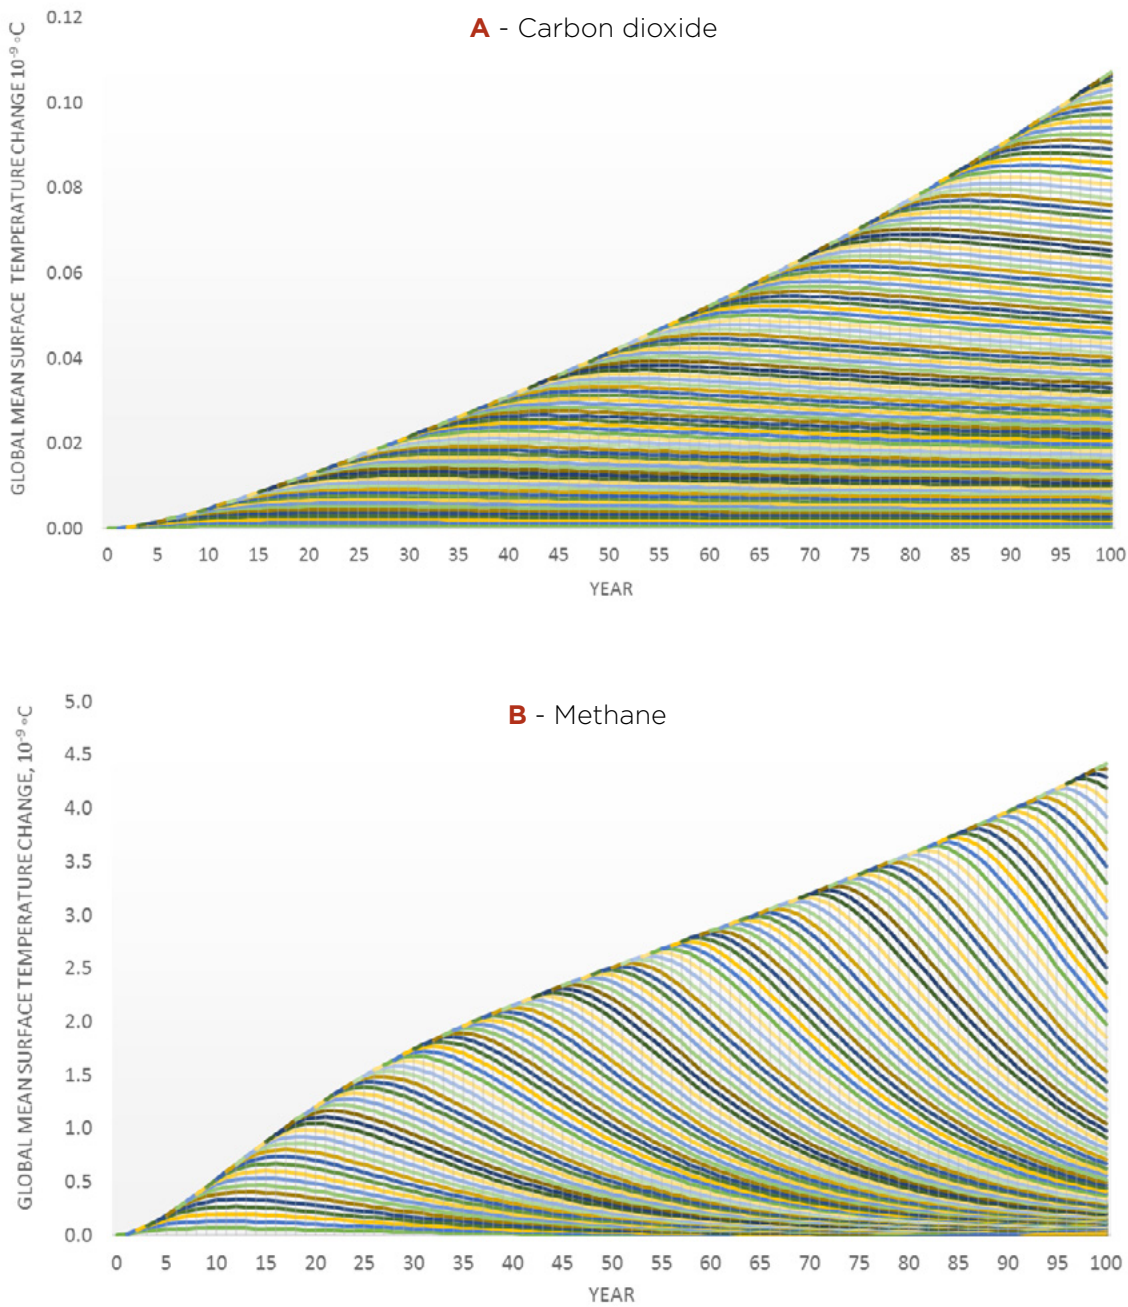 A - Carbon dioxide
GLOBAL MEAN SURFACE TEMPERATURE CHANGE 10⁻⁹ °C
0.12
0.10
0.08
0.06
0.04
0.02
0.00
0 5 10 15 20 25 30 35 40 45 50 55 60 65 70 75 80 85 90 95 100
YEAR
B - Methane
GLOBAL MEAN SURFACE TEMPERATURE CHANGE, 10⁻⁹ °C
5.0
4.5
4.0
3.5
3.0
2.5
2.0
1.5
1.0
0.5
0.0
0 5 10 15 20 25 30 35 40 45 50 55 60 65 70 75 80 85 90 95 100
YEAR